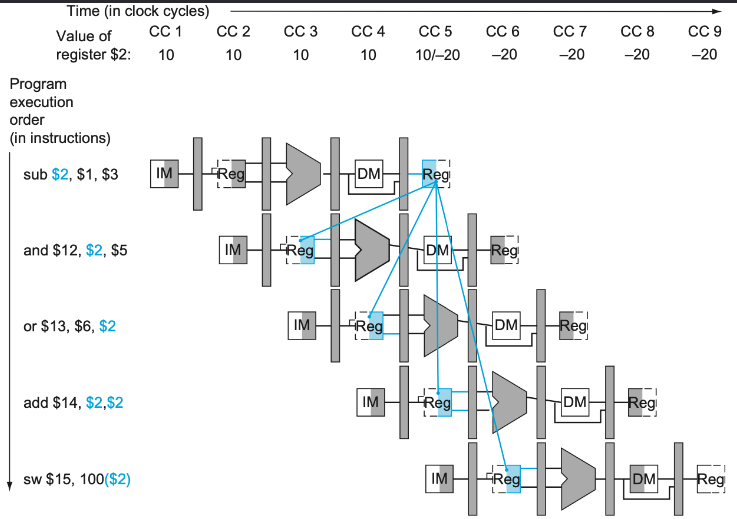 Time (in clock cycles)
Value of CC 1 CC 2 CC 3 CC 4 CC 5 CC 6 CC 7 CC 8 CC 9
register $2: 10 10 10 10 10/–20 –20 –20 –20 –20
Program
execution
order
(in instructions)
sub $2, $1, $3 IM Reg DM Reg
and $12, $2, $5 IM Reg DM Reg
or $13, $6, $2 IM Reg DM Reg
add $14, $2,$2 IM Reg DM Reg
sw $15, 100($2) IM Reg DM Reg